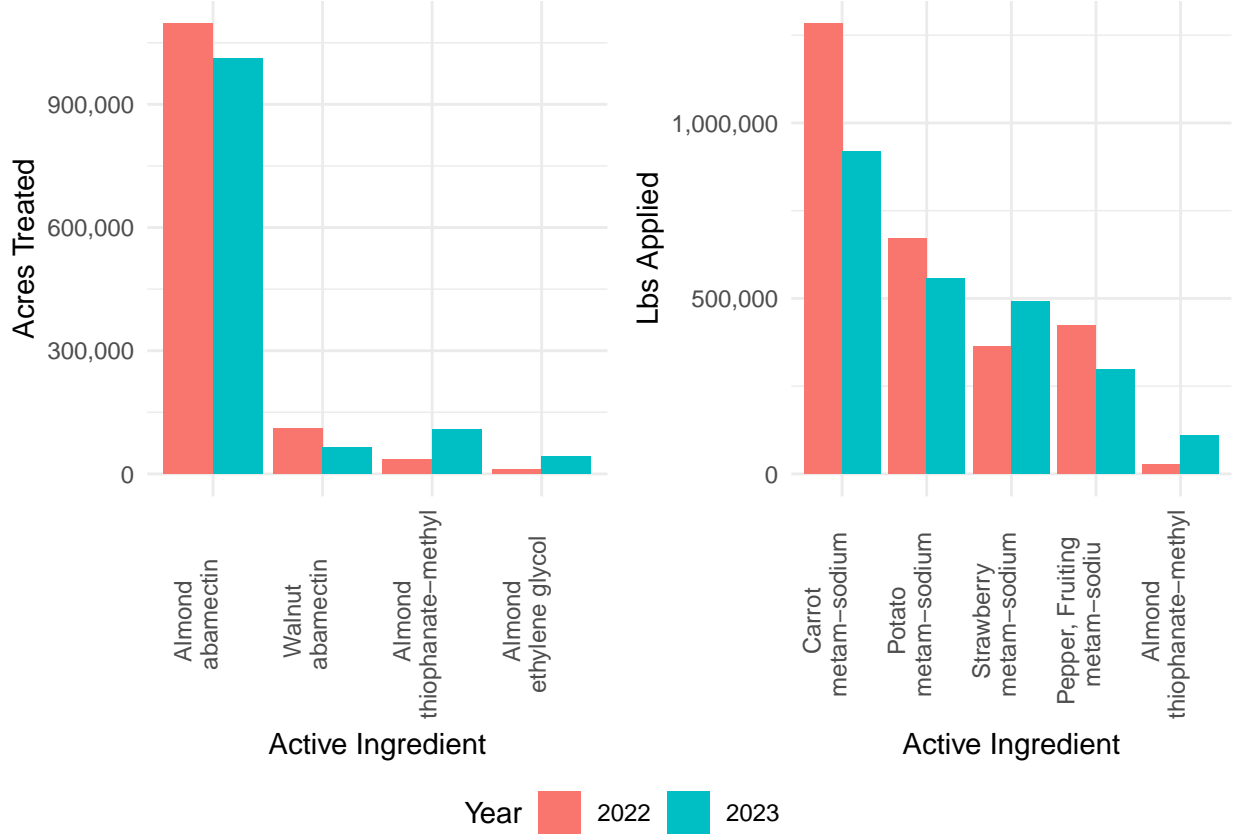 Acres Treated
900,000
600,000
300,000
0
Almond
abamectin
Walnut
abamectin
Almond
thiophanate−methyl
Almond
ethylene glycol
Active Ingredient
Lbs Applied
1,000,000
500,000
0
Carrot
metam−sodium
Potato
metam−sodium
Strawberry
metam−sodium
Pepper, Fruiting
metam−sodiu
Almond
thiophanate−methyl
Active Ingredient
Year 2022 2023